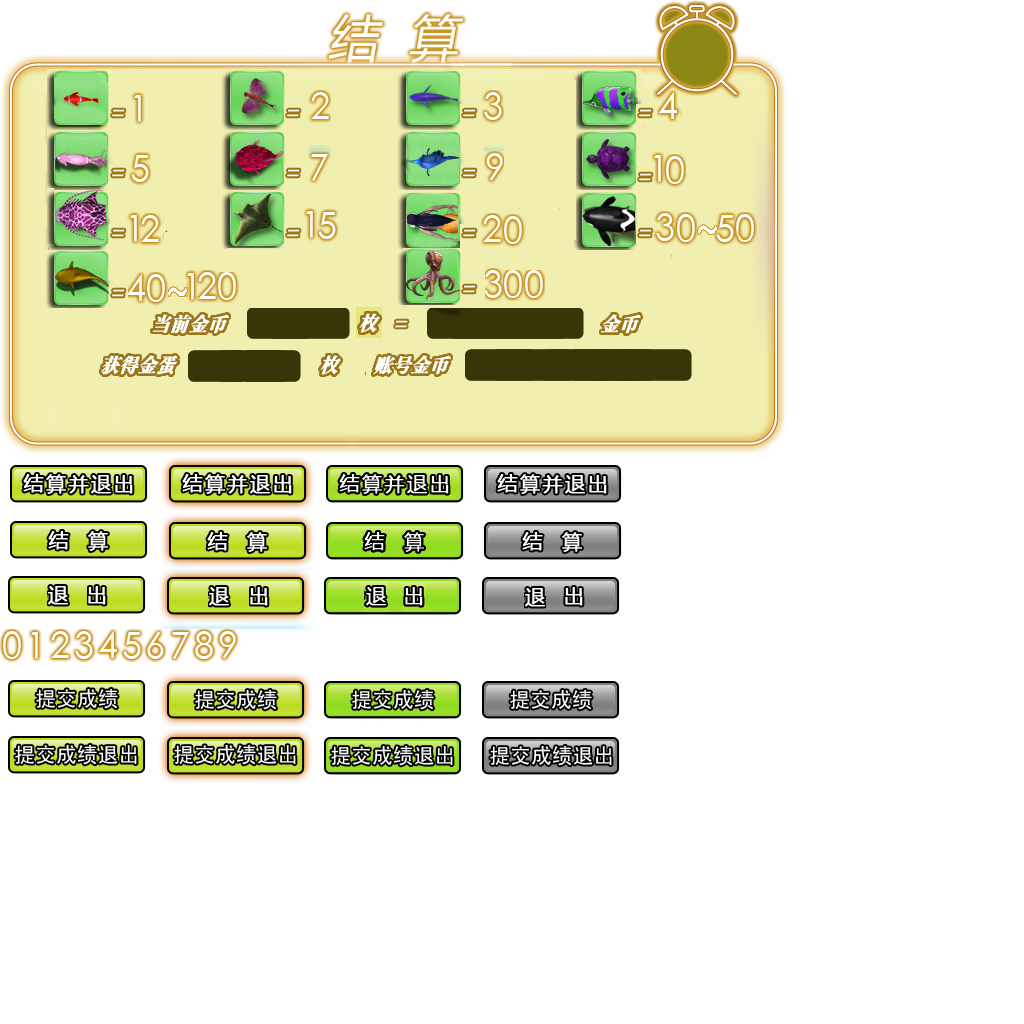 结 算
=1 = 2 =3 =4
=5 = 7 =9 =10
=12 =15 =20 =30~50
=40~120 = 300
当前金币 枚 = 金币
获得金蛋 枚 账号金币
结算并退出 结算并退出 结算并退出 结算并退出
结 算 结 算 结 算 结 算
退 出 退 出 退 出 退 出
0123456789
提交成绩 提交成绩 提交成绩 提交成绩
提交成绩退出 提交成绩退出 提交成绩退出 提交成绩退出